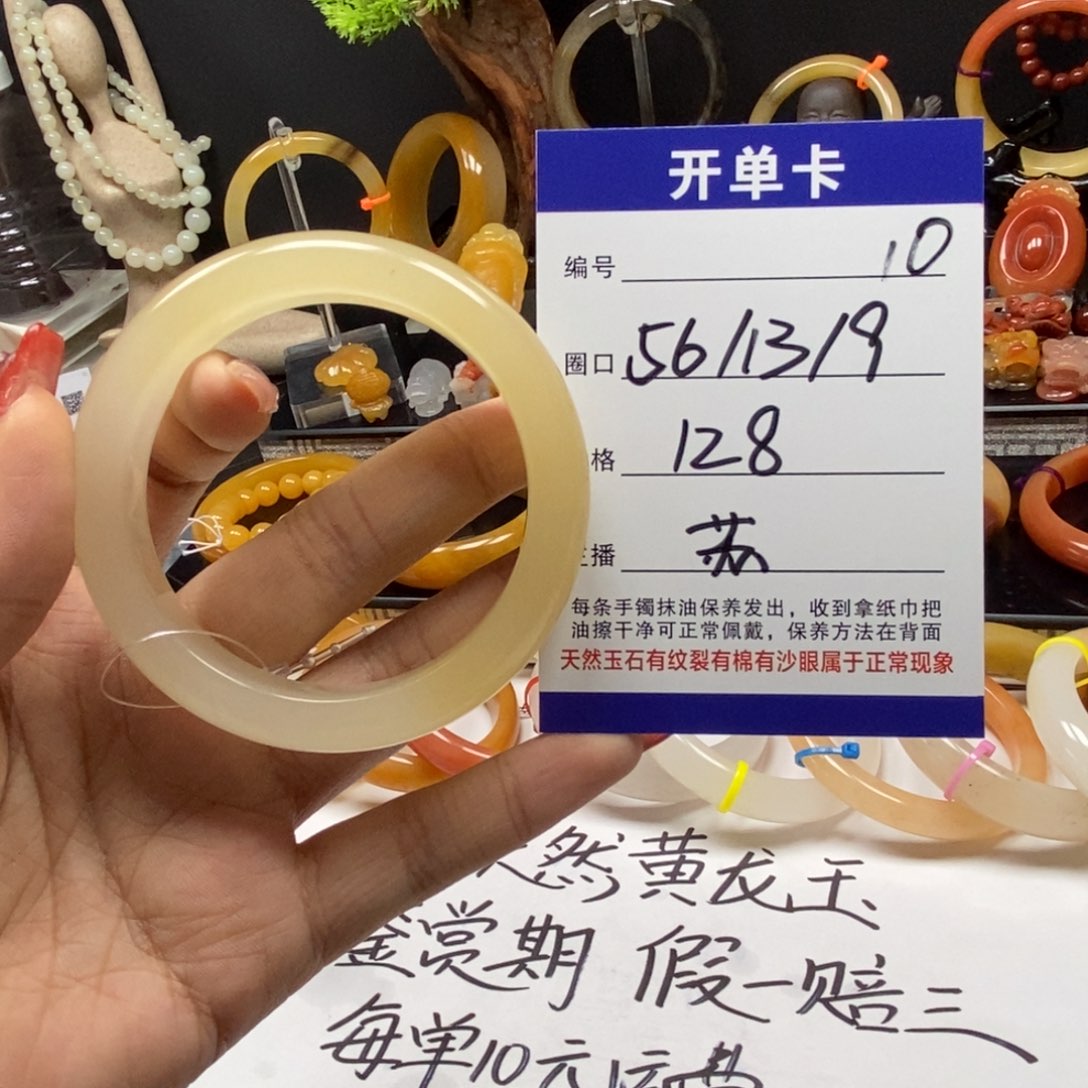 开单卡
编号 10
圈口 56/13/9
格 128
播 苏
每条手镯抹油保养发出，收到拿纸巾把
油擦干净可正常佩戴，保养方法在背面
天然玉石有纹裂有棉有沙眼属于正常现象
天然黄龙玉、
鉴赏期 假一赔三
每单10元运费